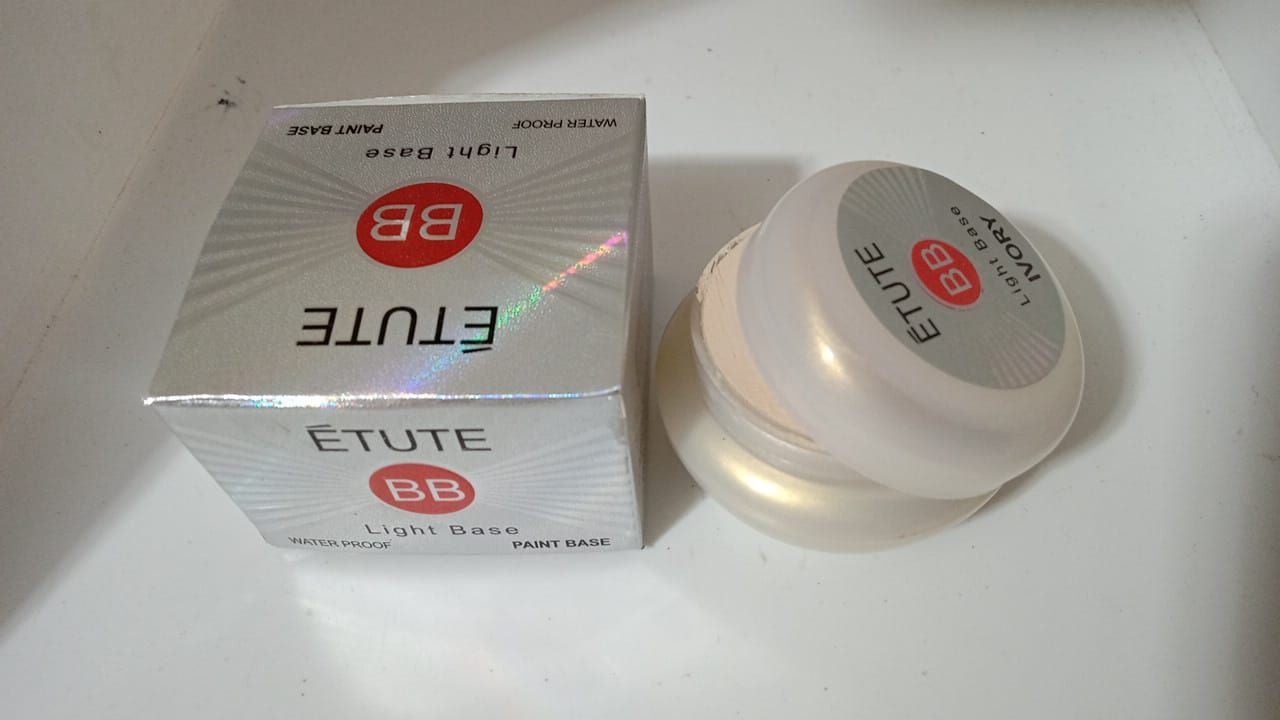 WATER PROOF PAINT BASE
Light Base
BB
ÉTUTE
ÉTUTE
BB
Light Base
WATER PROOF PAINT BASE
ÉTUTE
BB
Light Base
IVORY